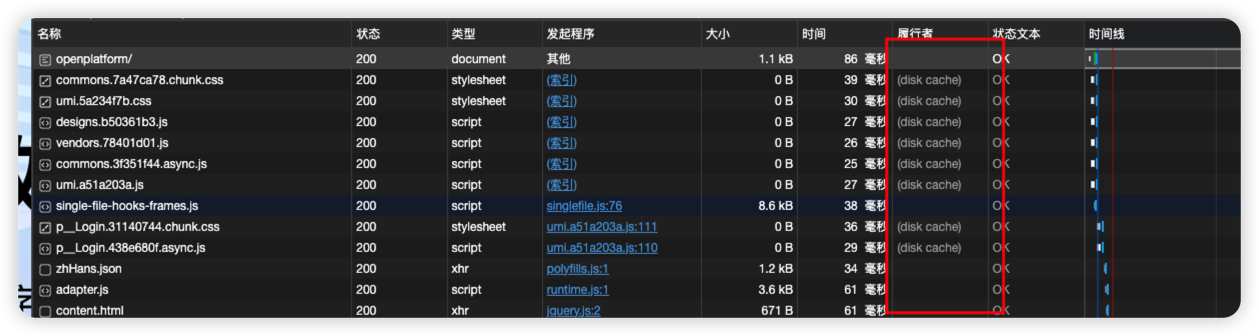 名称 状态 类型 发起程序 大小 时间 履行者 状态文本 时间线
openplatform/ 200 document 其他 1.1 kB 86 毫秒 OK
commons.7a47ca78.chunk.css 200 stylesheet (索引) 0 B 39 毫秒 (disk cache) OK
umi.5a234f7b.css 200 stylesheet (索引) 0 B 30 毫秒 (disk cache) OK
designs.b50361b3.js 200 script (索引) 0 B 27 毫秒 (disk cache) OK
vendors.78401d01.js 200 script (索引) 0 B 26 毫秒 (disk cache) OK
commons.3f351f44.async.js 200 script (索引) 0 B 25 毫秒 (disk cache) OK
umi.a51a203a.js 200 script (索引) 0 B 27 毫秒 (disk cache) OK
single-file-hooks-frames.js 200 script singlefile.js:76 8.6 kB 38 毫秒 OK
p__Login.31140744.chunk.css 200 stylesheet umi.a51a203a.js:111 0 B 36 毫秒 (disk cache) OK
p__Login.438e680f.async.js 200 script umi.a51a203a.js:110 0 B 29 毫秒 (disk cache) OK
zhHans.json 200 xhr polyfills.js:1 1.2 kB 34 毫秒 OK
adapter.js 200 script runtime.js:1 3.6 kB 61 毫秒 OK
content.html 200 xhr jquery.js:2 671 B 61 毫秒 OK